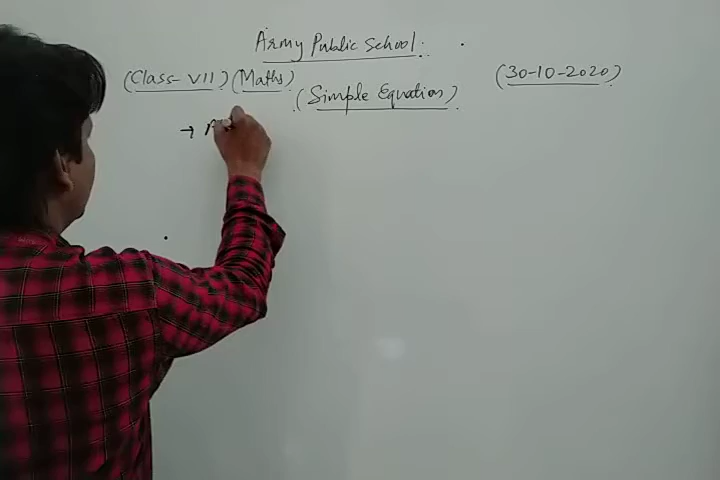 Army Public School.
(Class- VII) (Maths) (30-10-2020)
(Simple Equation)
→